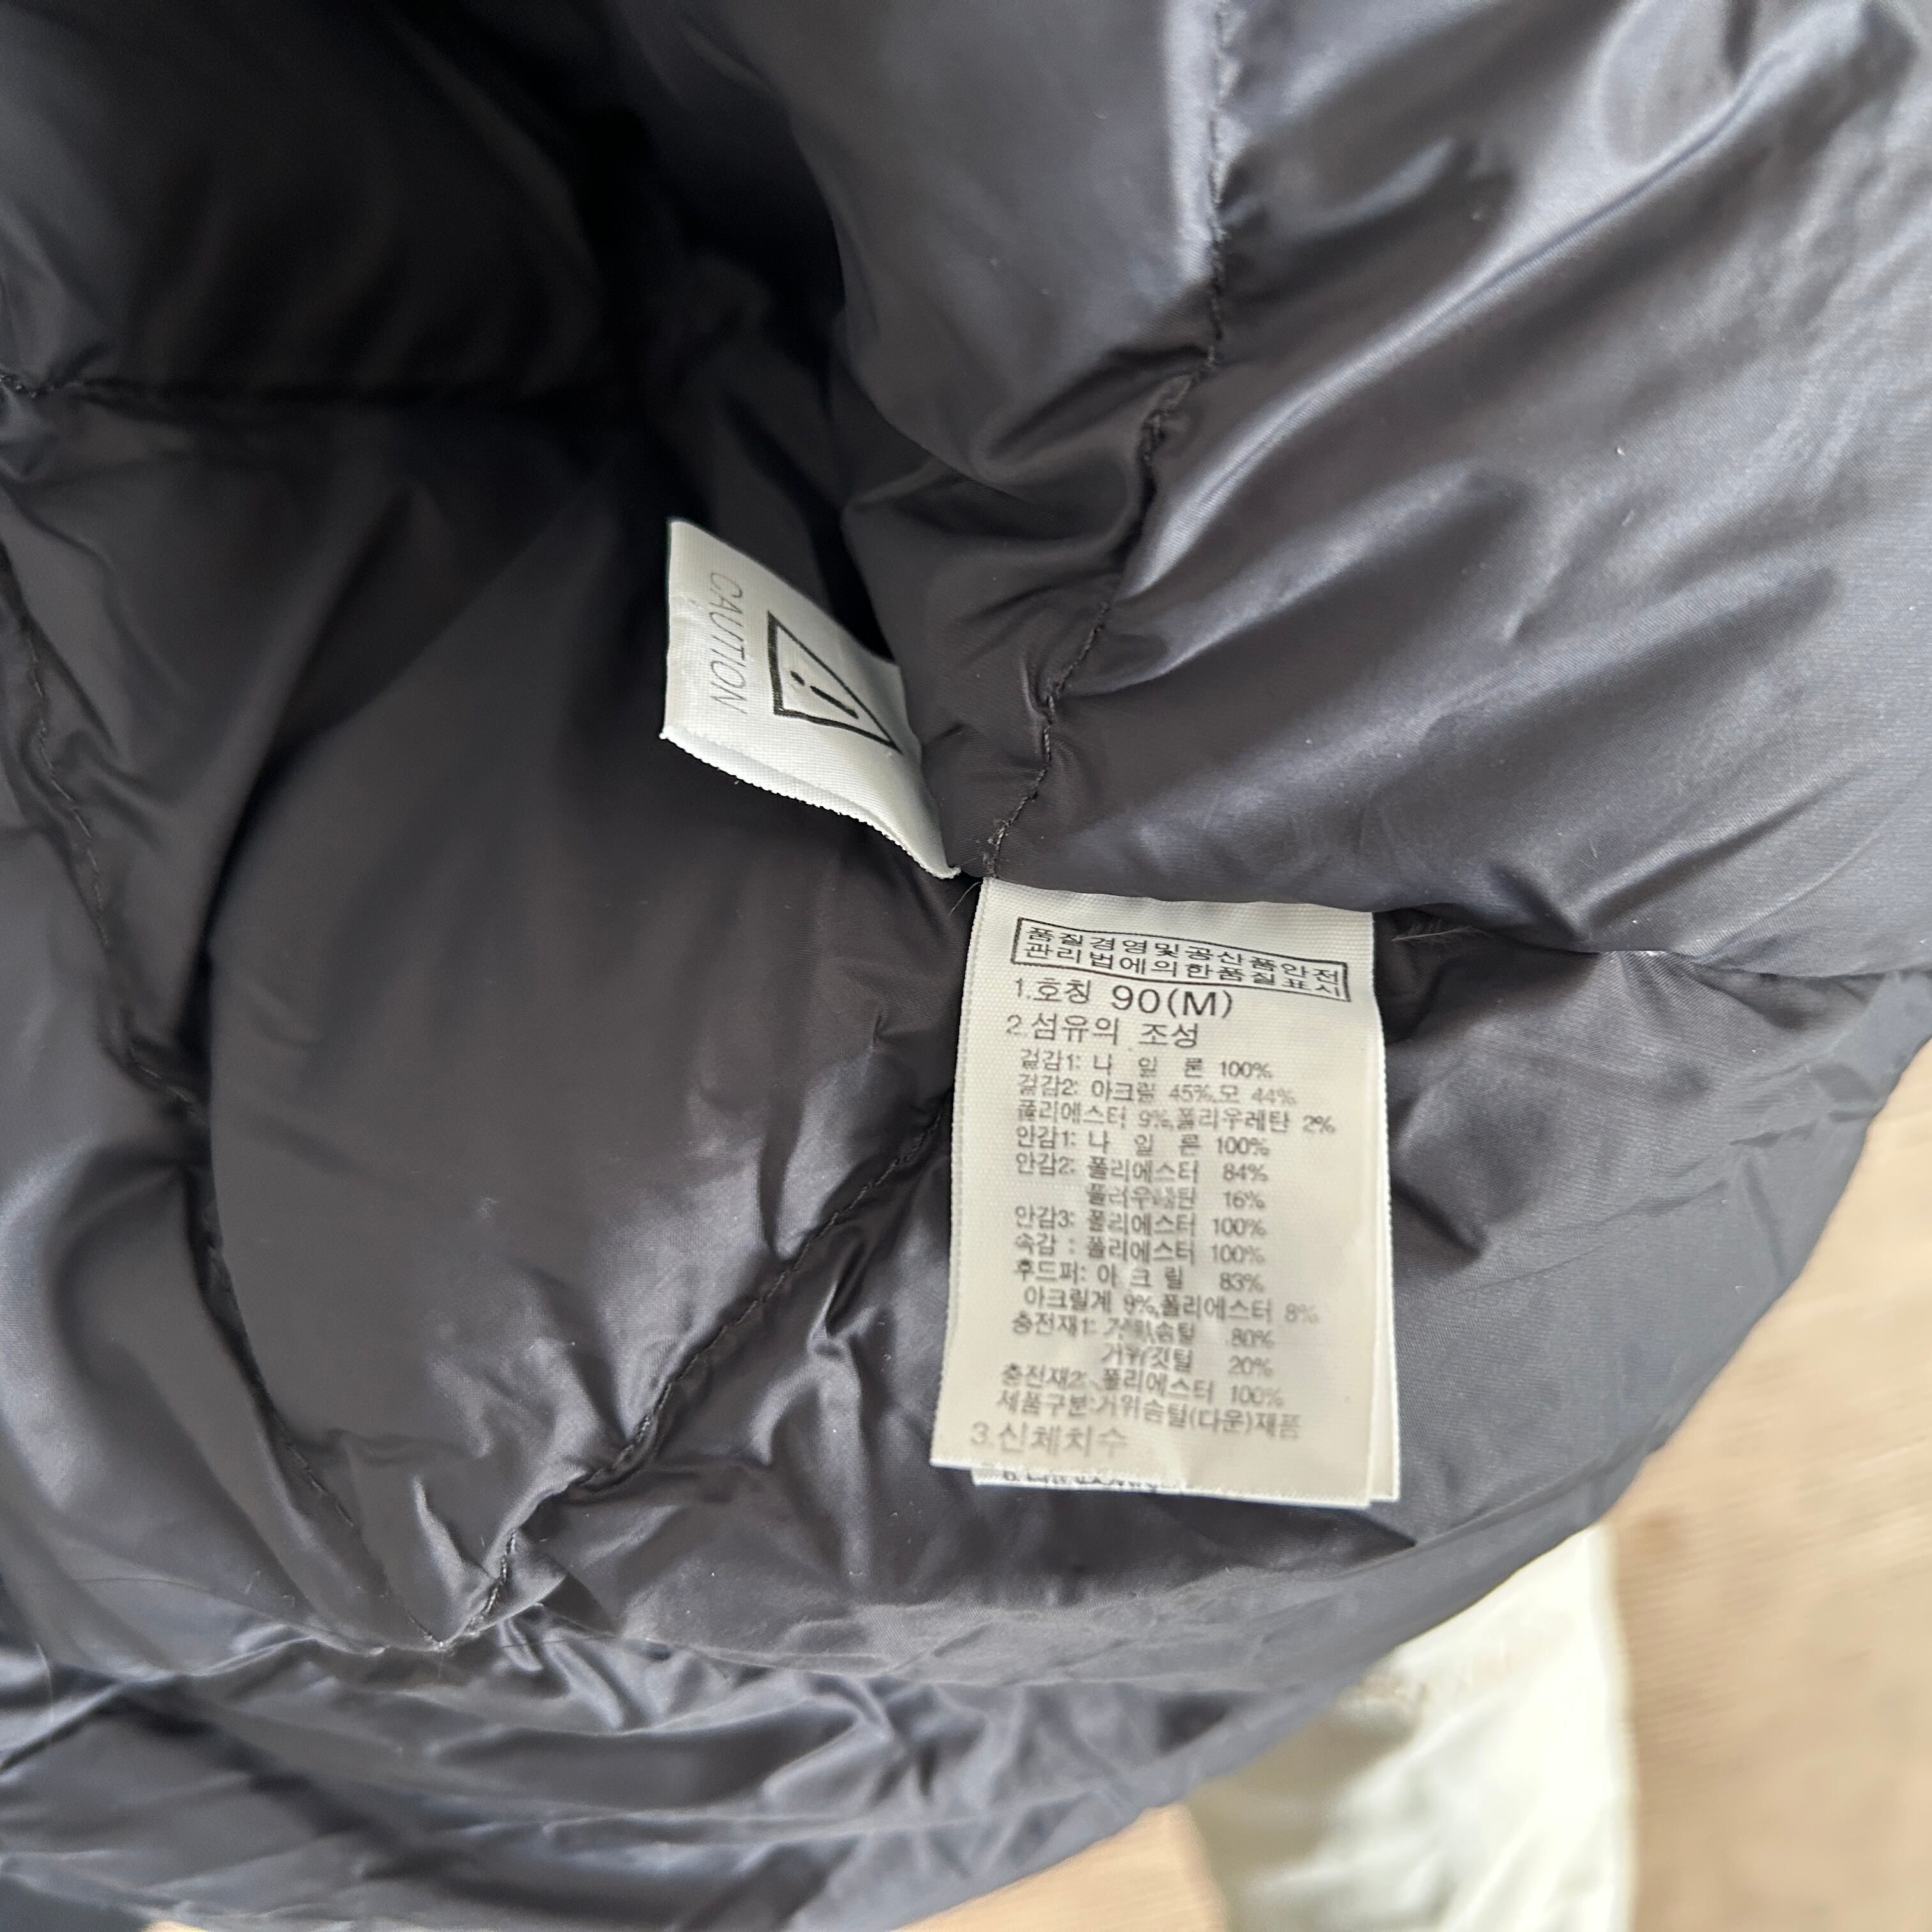 CAUTION
품질경영및공산품안전
관리법에의한품질표시
1.호칭 90(M)
2.섬유의 조성
겉감1: 나 일 론 100%
겉감2: 아크릴 45%,모 44%
폴리에스터 9%,폴리우레탄 2%
안감1: 나 일 론 100%
안감2: 폴리에스터 84%
폴리우레탄 16%
안감3: 폴리에스터 100%
속감 : 폴리에스터 100%
후드퍼: 아 크 릴 83%
아크릴계 9%,폴리에스터 8%
충전재1: 거위솜털 80%
거위깃털 20%
충전재2: 폴리에스터 100%
제품구분:거위솜털(다운)제품
3.신체치수